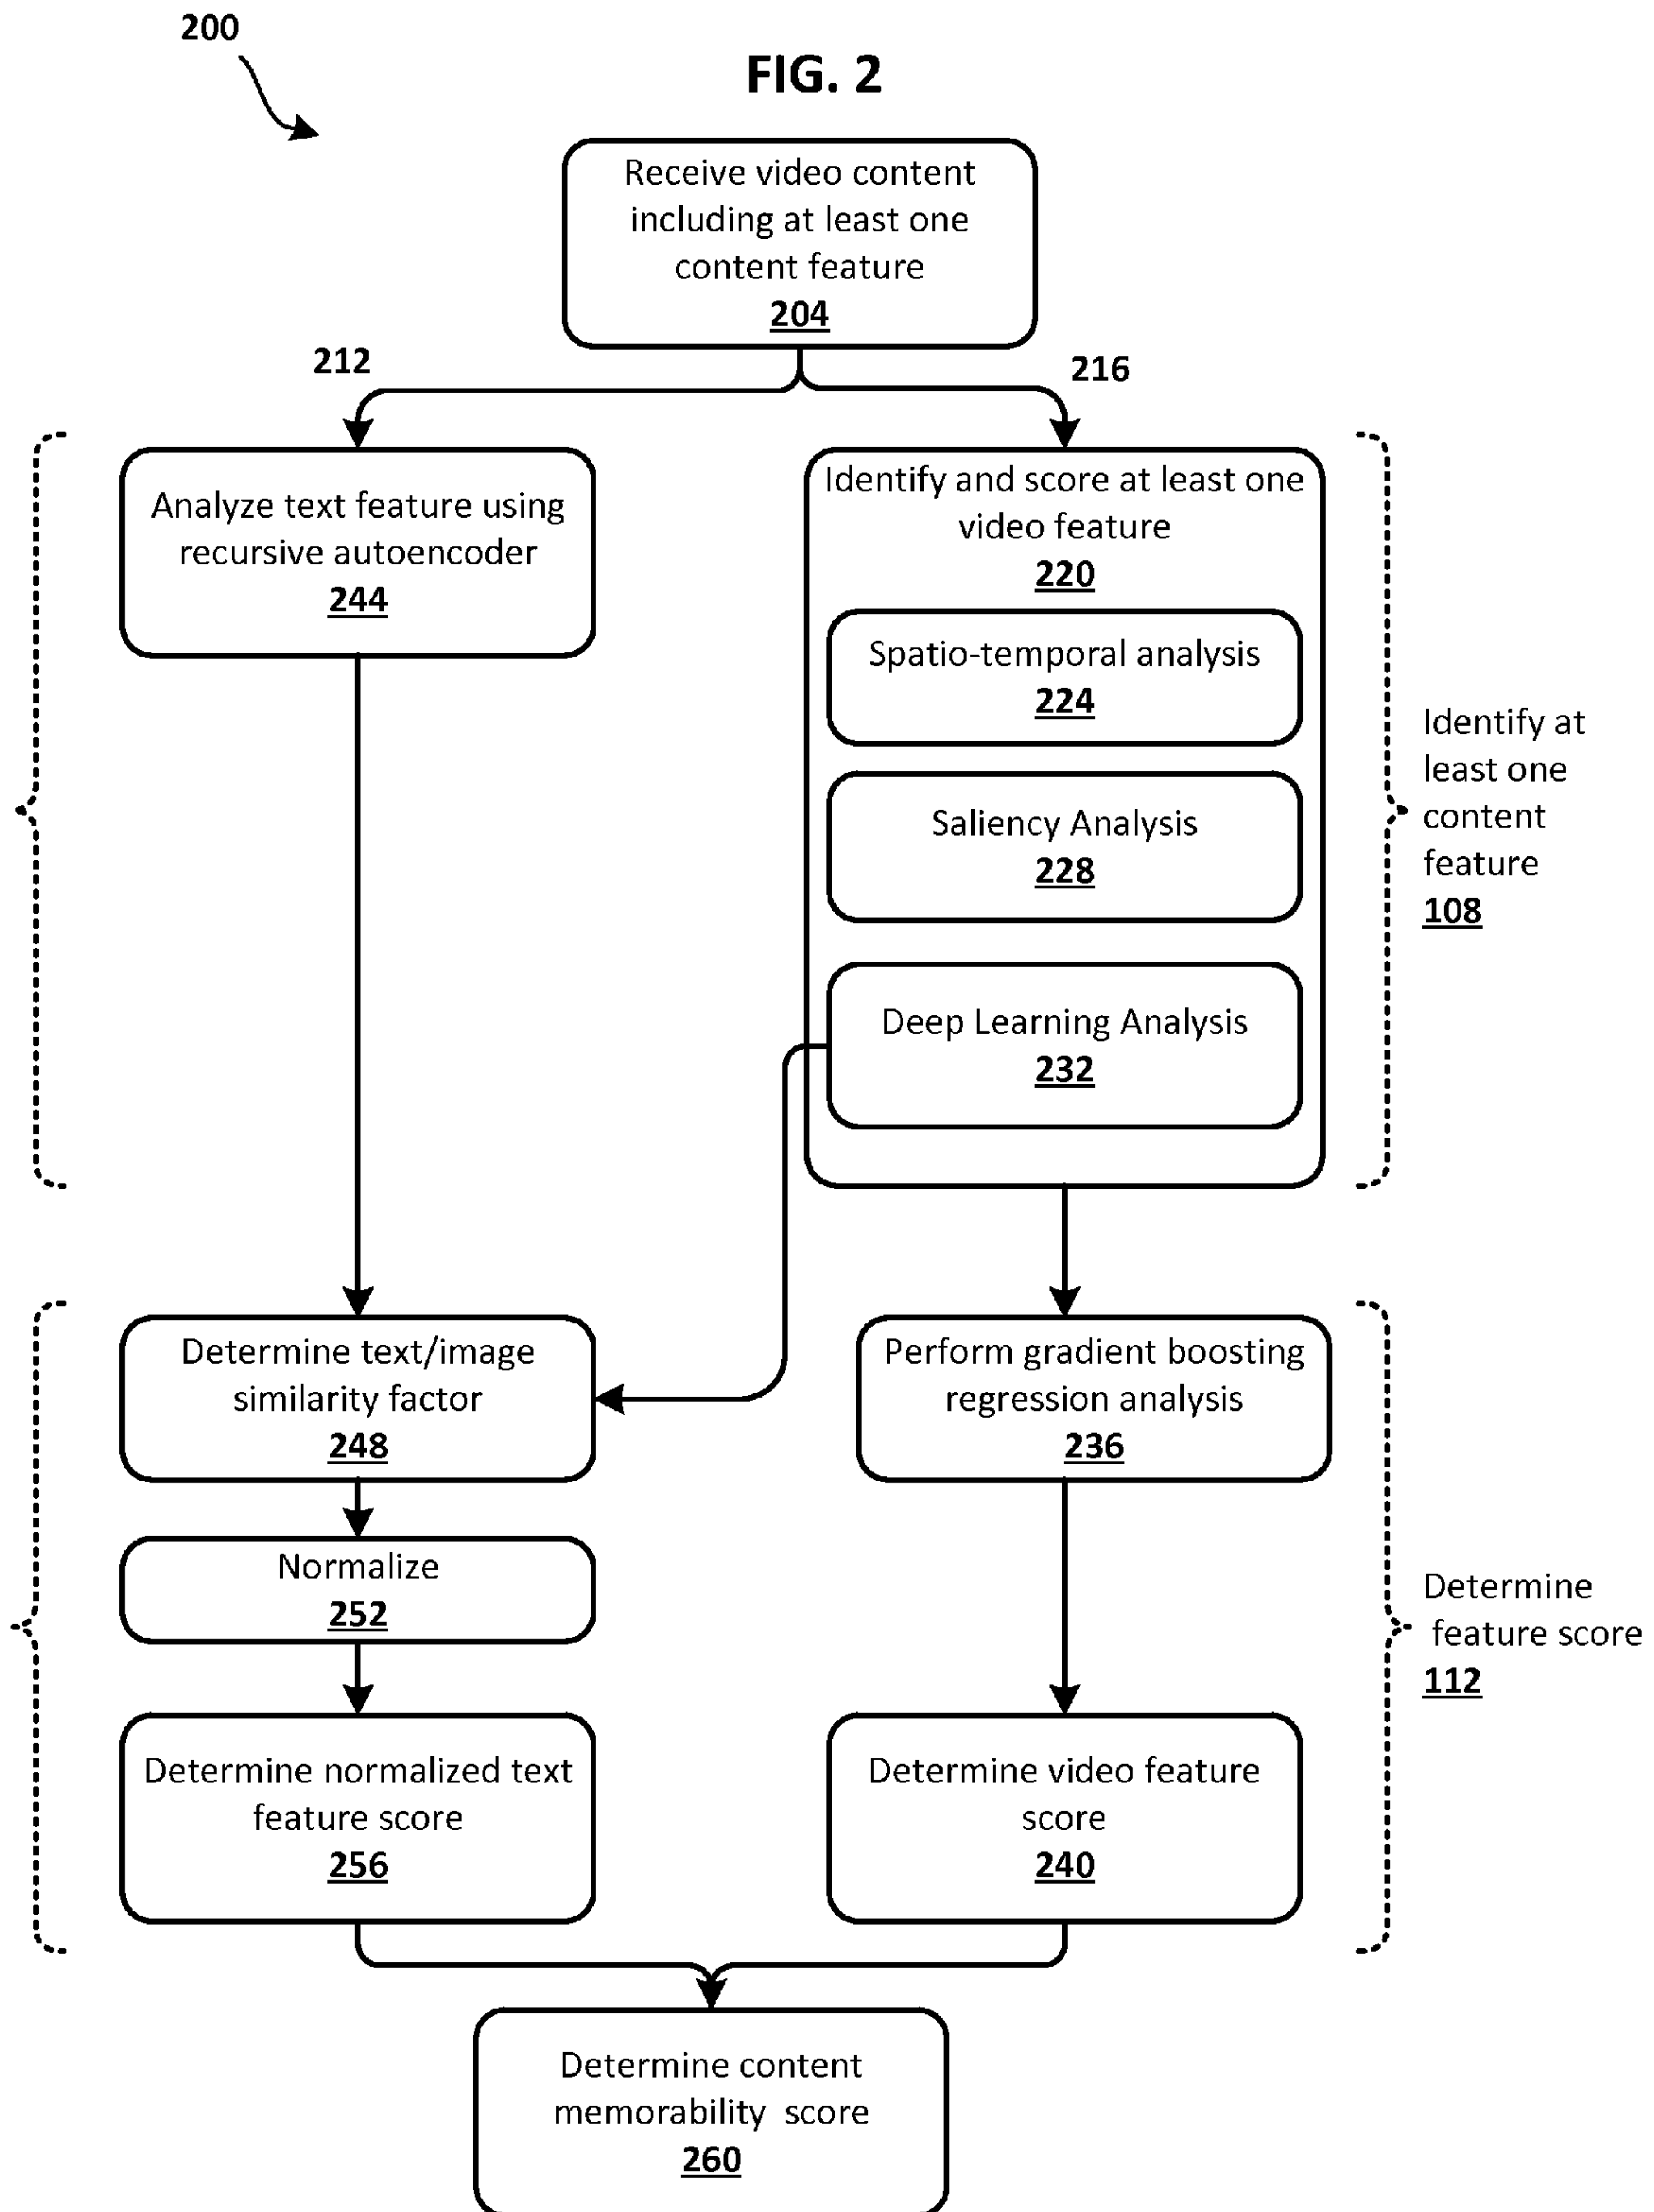 200
FIG. 2
Receive video content
including at least one
content feature
204
212
216
Analyze text feature using
recursive autoencoder
244
Identify and score at least one
video feature
220
Spatio-temporal analysis
224
Saliency Analysis
228
Deep Learning Analysis
232
Identify at
least one
content
feature
108
Determine text/image
similarity factor
248
Perform gradient boosting
regression analysis
236
Normalize
252
Determine
feature score
112
Determine normalized text
feature score
256
Determine video feature
score
240
Determine content
memorability score
260